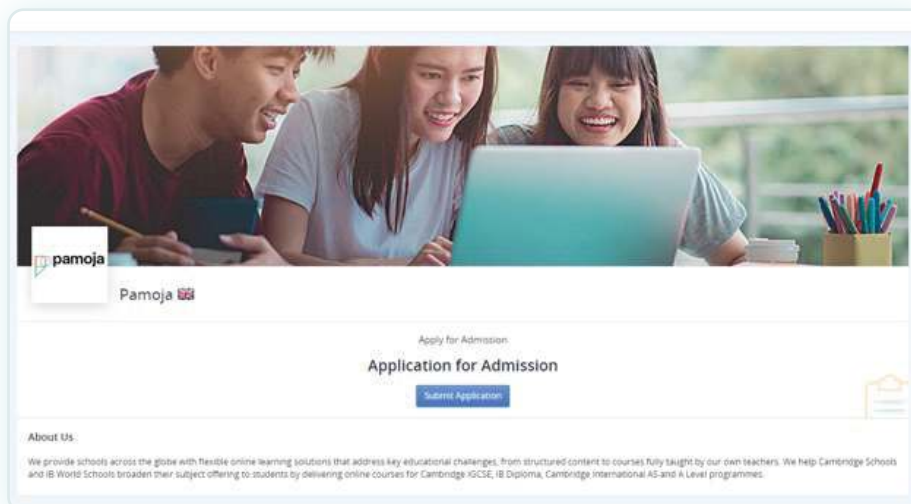 pamoja
Pamoja
Apply for Admission
Application for Admission
Submit Application
About Us
We provide schools across the globe with flexible online learning solutions that address key educational challenges, from structured content to courses fully taught by our own teachers. We help Cambridge Schools
and IB World Schools broaden their subject offering to students by delivering online courses for Cambridge IGCSE, IB Diploma, Cambridge International AS and A Level programmes.